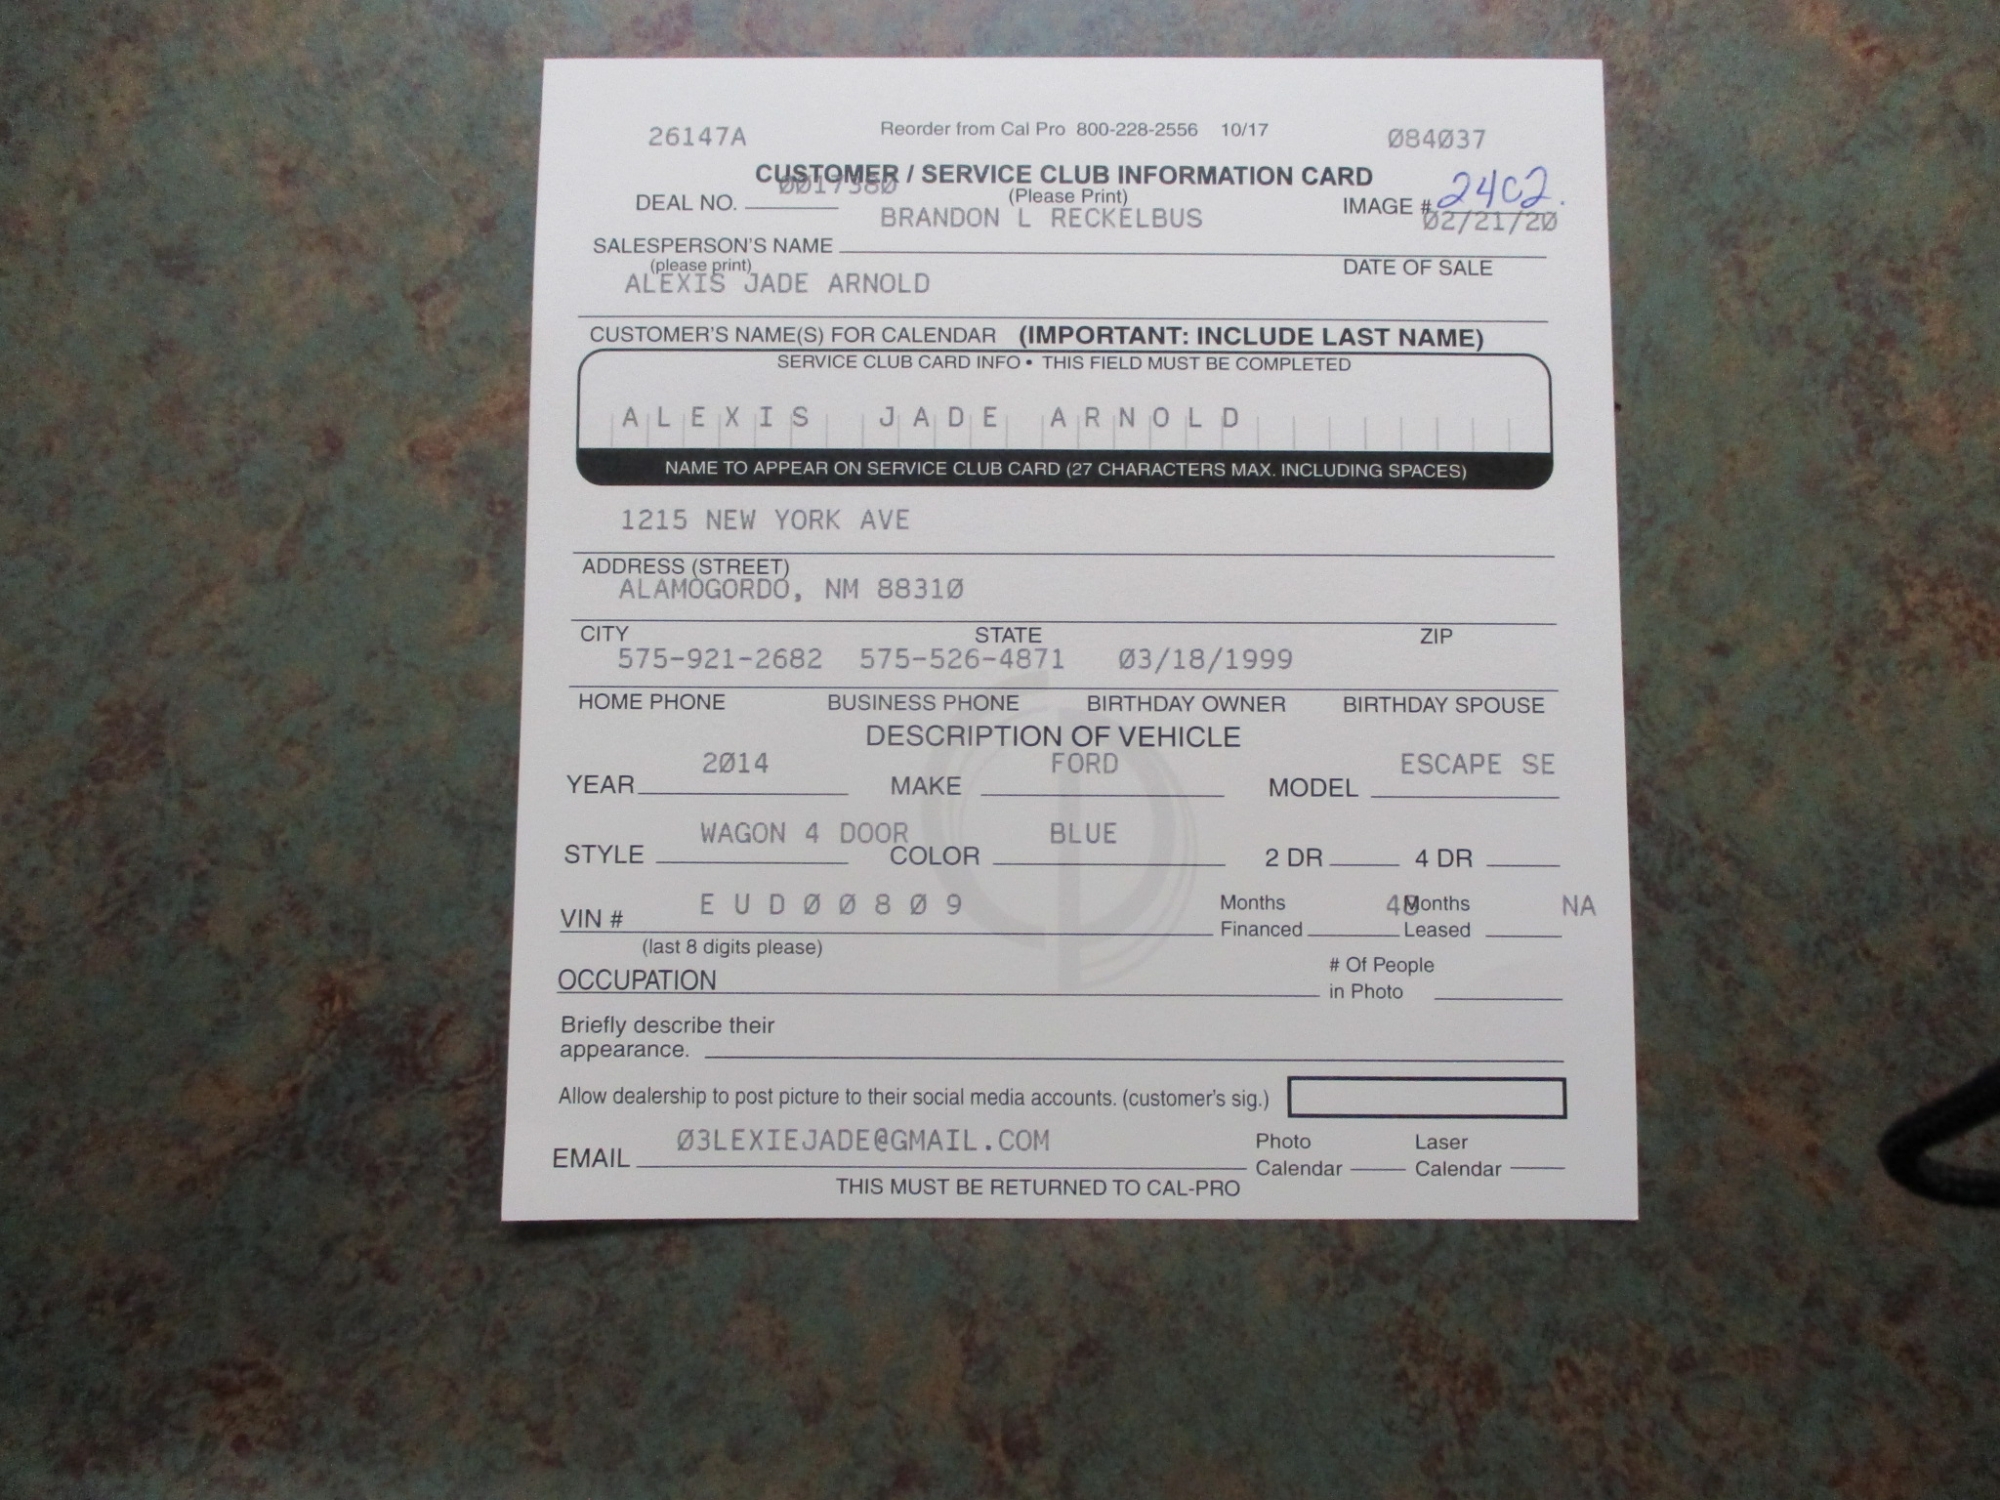 26147A Reorder from Cal Pro 800-228-2556 10/17 Ø84Ø37
CUSTOMER / SERVICE CLUB INFORMATION CARD
DEAL NO. ØØ1738Ø (Please Print) IMAGE # 24C2.
BRANDON L RECKELBUS Ø2/21/2Ø
SALESPERSON'S NAME
(please print) DATE OF SALE
ALEXIS JADE ARNOLD
CUSTOMER'S NAME(S) FOR CALENDAR (IMPORTANT: INCLUDE LAST NAME)
SERVICE CLUB CARD INFO • THIS FIELD MUST BE COMPLETED
ALEXIS JADE ARNOLD
NAME TO APPEAR ON SERVICE CLUB CARD (27 CHARACTERS MAX. INCLUDING SPACES)
1215 NEW YORK AVE
ADDRESS (STREET)
ALAMOGORDO, NM 8831Ø
CITY STATE ZIP
575-921-2682 575-526-4871 Ø3/18/1999
HOME PHONE BUSINESS PHONE BIRTHDAY OWNER BIRTHDAY SPOUSE
DESCRIPTION OF VEHICLE
YEAR 2Ø14 MAKE FORD MODEL ESCAPE SE
STYLE WAGON 4 DOOR COLOR BLUE 2 DR 4 DR
VIN # EUDØØ8Ø9 Months 48 Months NA
Financed Leased
(last 8 digits please)
OCCUPATION # Of People
in Photo
Briefly describe their
appearance.
Allow dealership to post picture to their social media accounts. (customer's sig.)
EMAIL Ø3LEXIEJADE@GMAIL.COM Photo Laser
Calendar Calendar
THIS MUST BE RETURNED TO CAL-PRO